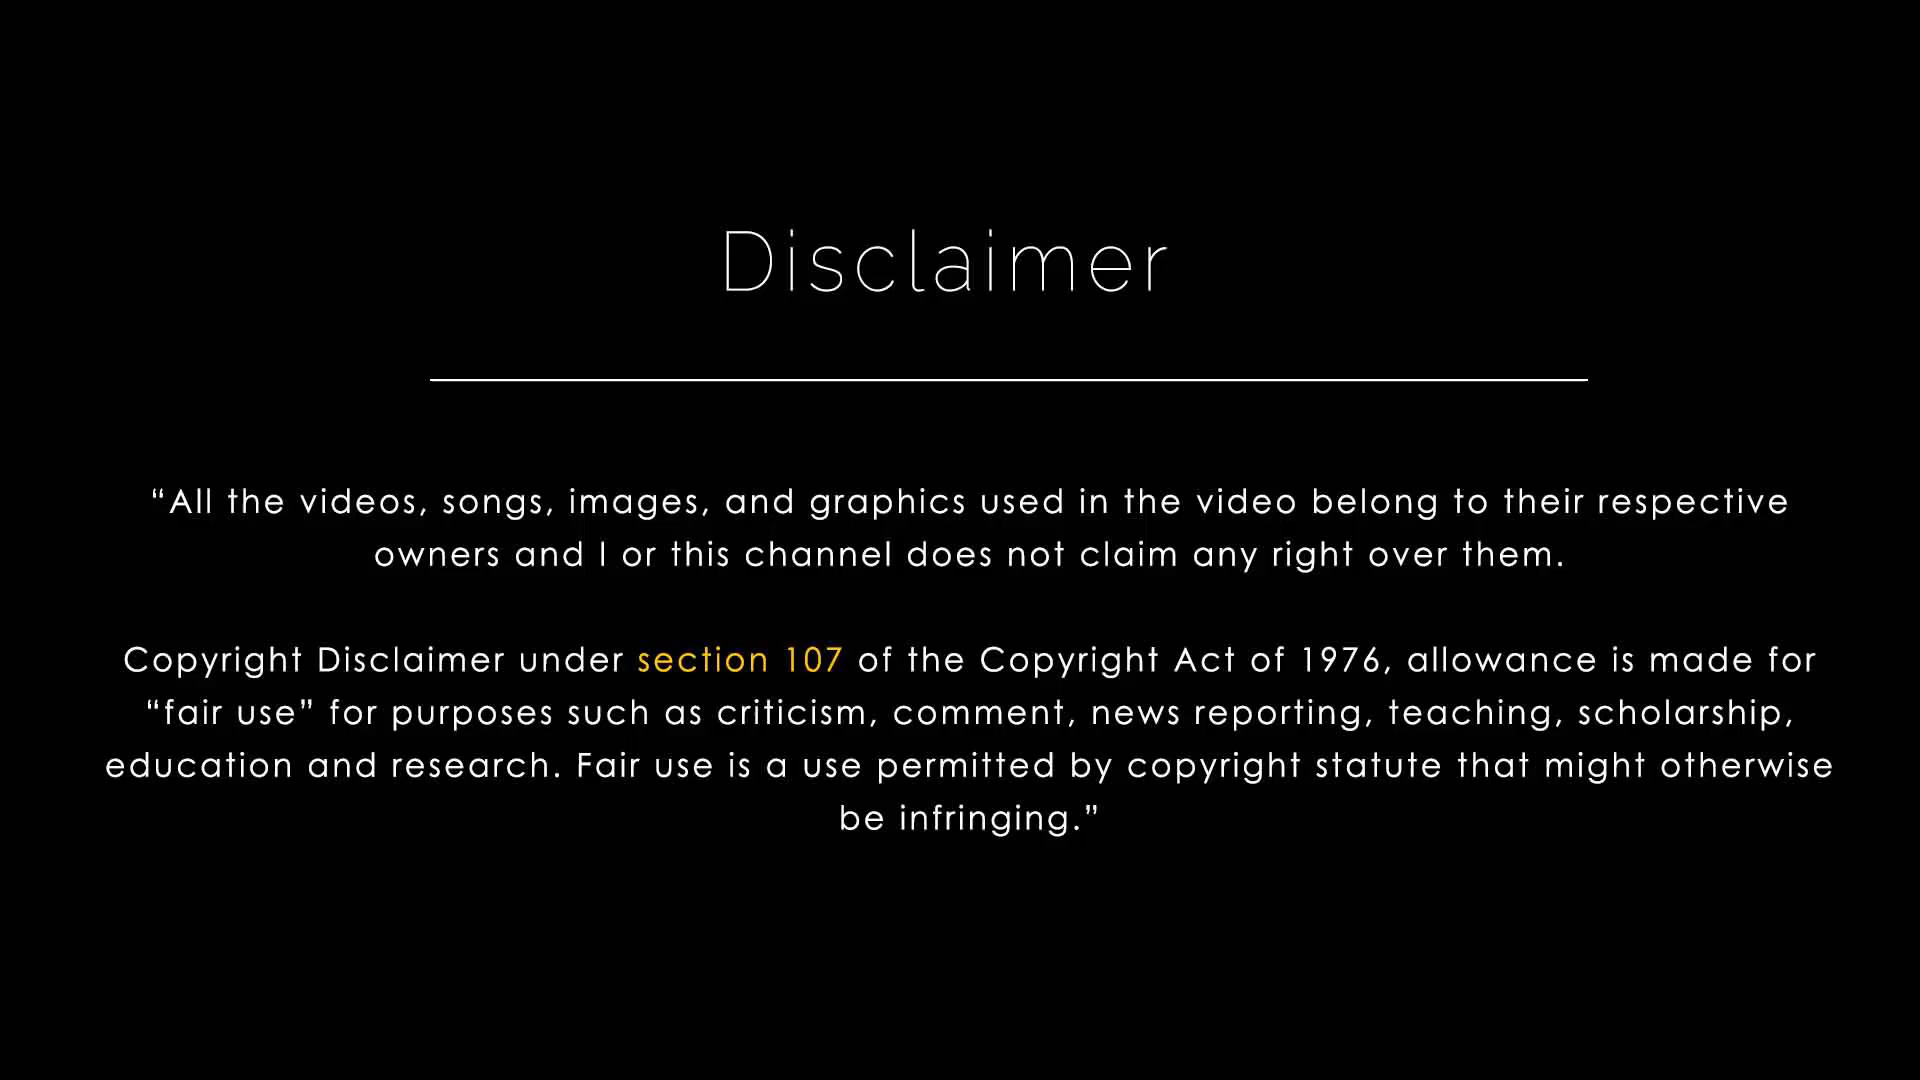 Disclaimer
“All the videos, songs, images, and graphics used in the video belong to their respective
owners and I or this channel does not claim any right over them.
Copyright Disclaimer under section 107 of the Copyright Act of 1976, allowance is made for
“fair use” for purposes such as criticism, comment, news reporting, teaching, scholarship,
education and research. Fair use is a use permitted by copyright statute that might otherwise
be infringing.”